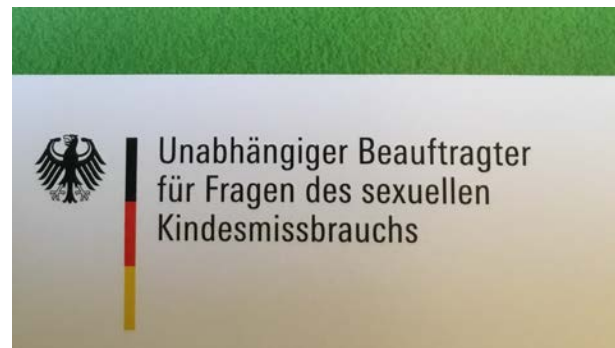 Unabhängiger Beauftragter
für Fragen des sexuellen
Kindesmissbrauchs